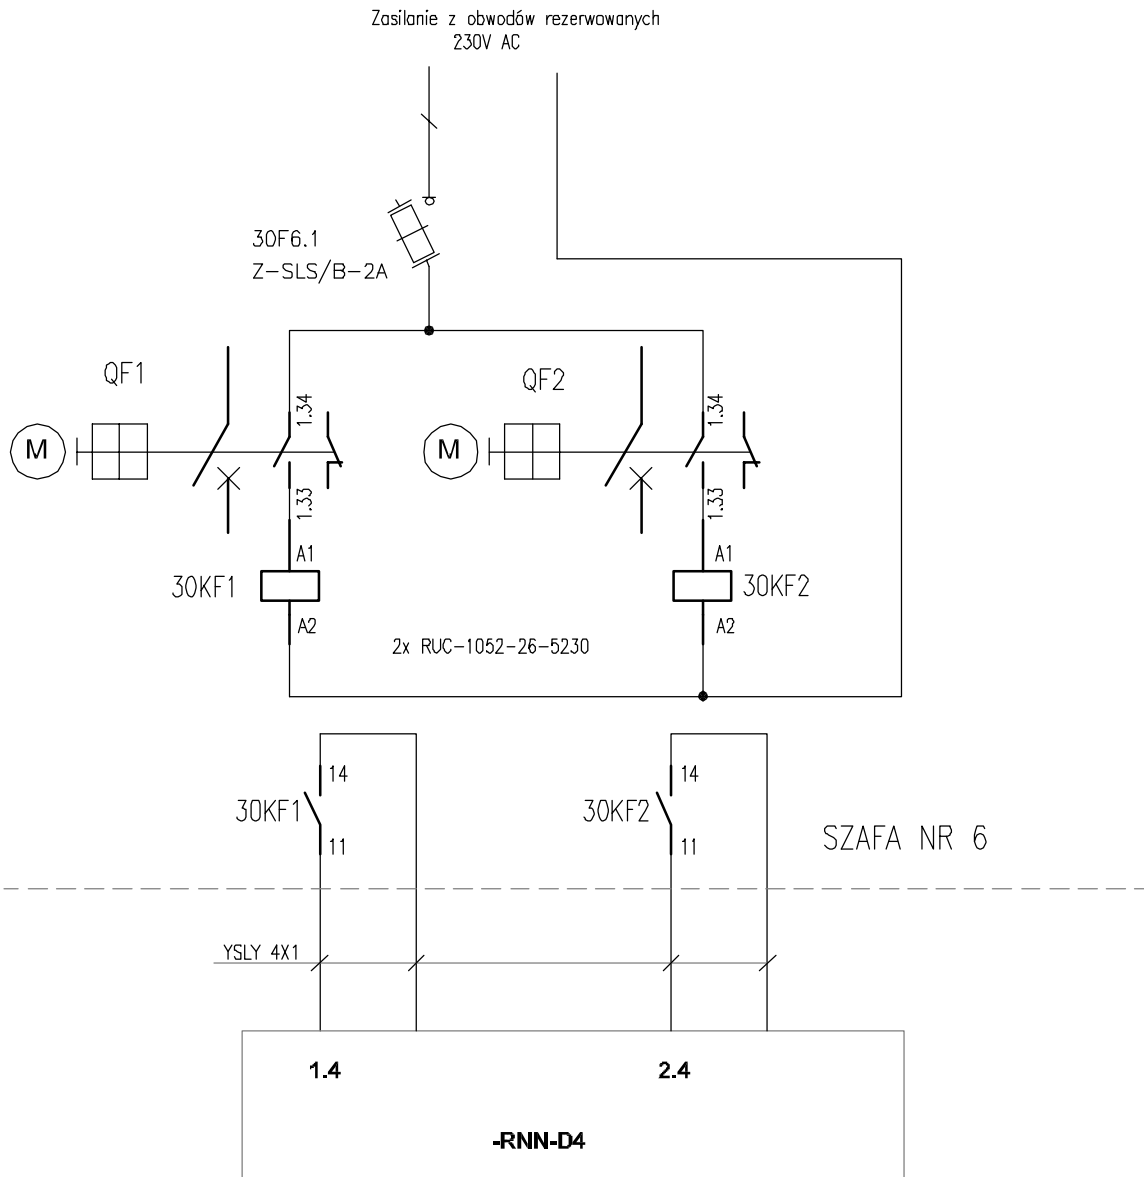 Zasilanie z obwodów rezerwowanych
230V AC
30F6.1
Z-SLS/B-2A
QF1
QF2
1.34
1.34
M
M
1.33
1.33
A1
A1
30KF1
30KF2
A2
A2
2x RUC-1052-26-5230
14
14
30KF1
30KF2
11
11
SZAFA NR 6
YSLY 4X1
1.4
2.4
-RNN-D4